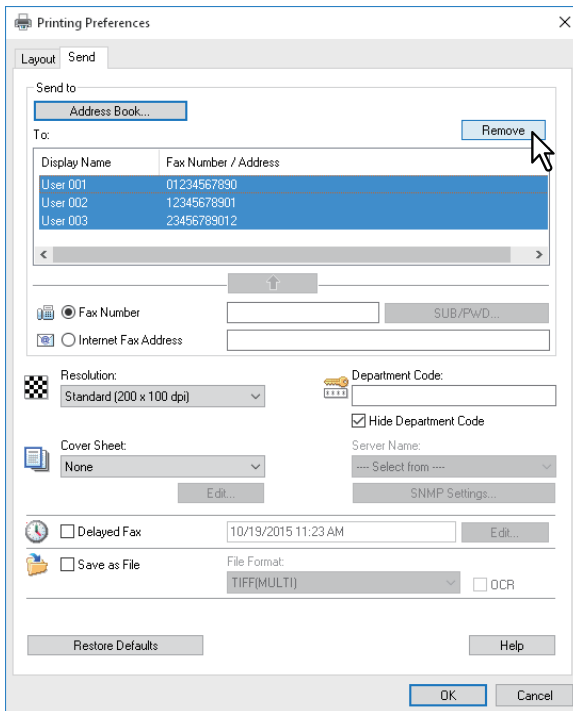 Printing Preferences
Layout Send
Send to
Address Book...
To:
Remove
Display Name Fax Number / Address
User 001 01234567890
User 002 12345678901
User 003 23456789012
Fax Number SUB/PWD...
Internet Fax Address
Resolution:
Standard (200 x 100 dpi)
Department Code:
Hide Department Code
Cover Sheet:
None
Edit...
Server Name:
---- Select from ----
SNMP Settings...
Delayed Fax 10/19/2015 11:23 AM Edit...
Save as File
File Format:
TIFF(MULTI) OCR
Restore Defaults Help
OK Cancel